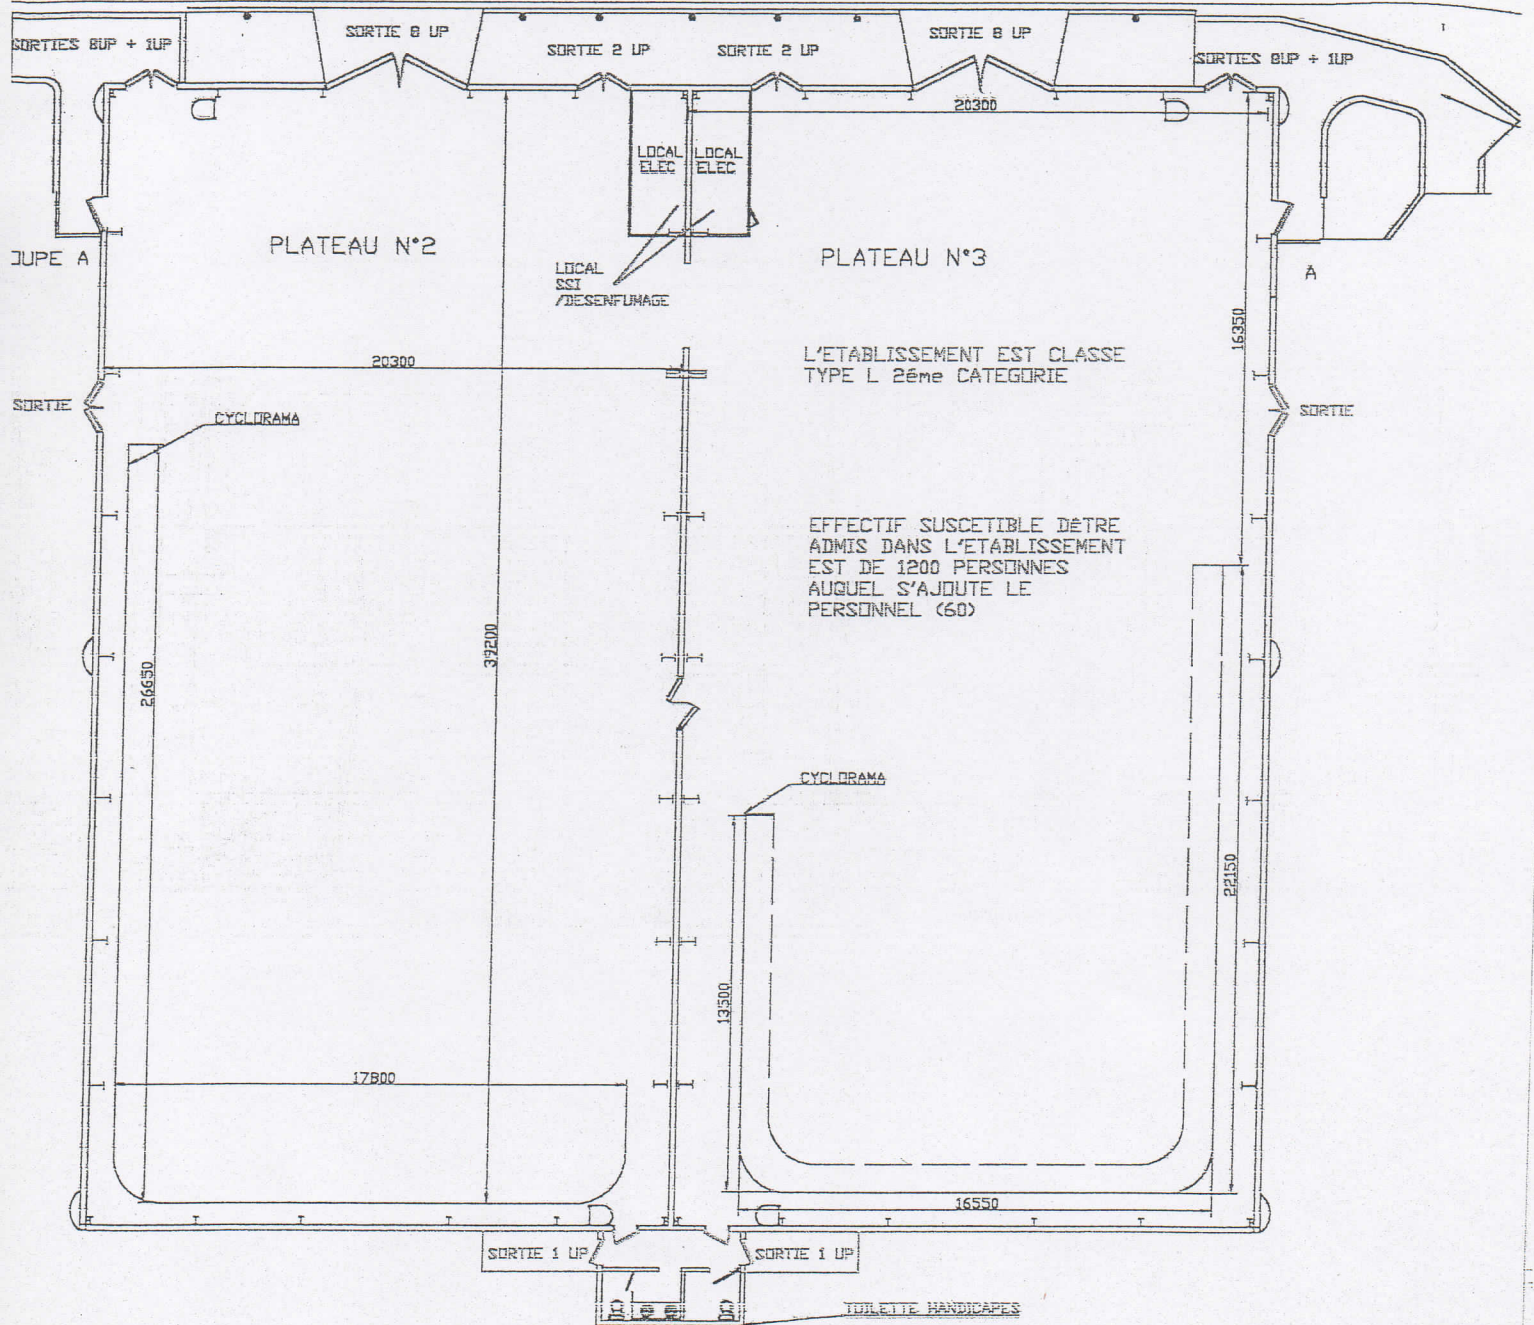 SORTIES 8UP + 1UP
SORTIE 8 UP
SORTIE 2 UP
SORTIE 2 UP
SORTIE 8 UP
SORTIES 8UP + 1UP
20300
LOCAL
ELEC
LOCAL
ELEC
PLATEAU N°2
PLATEAU N°3
OUPE A
A
LOCAL
SSI
/DESENFUMAGE
16350
20300
L'ETABLISSEMENT EST CLASSE
TYPE L 2éme CATEGORIE
SORTIE
SORTIE
CYCLORAMA
EFFECTIF SUSCETIBLE DÊTRE
ADMIS DANS L'ETABLISSEMENT
EST DE 1200 PERSONNES
AUQUEL S'AJOUTE LE
PERSONNEL (60)
26650
39200
CYCLORAMA
22150
13500
17800
16550
SORTIE 1 UP
SORTIE 1 UP
TOILETTE HANDICAPES